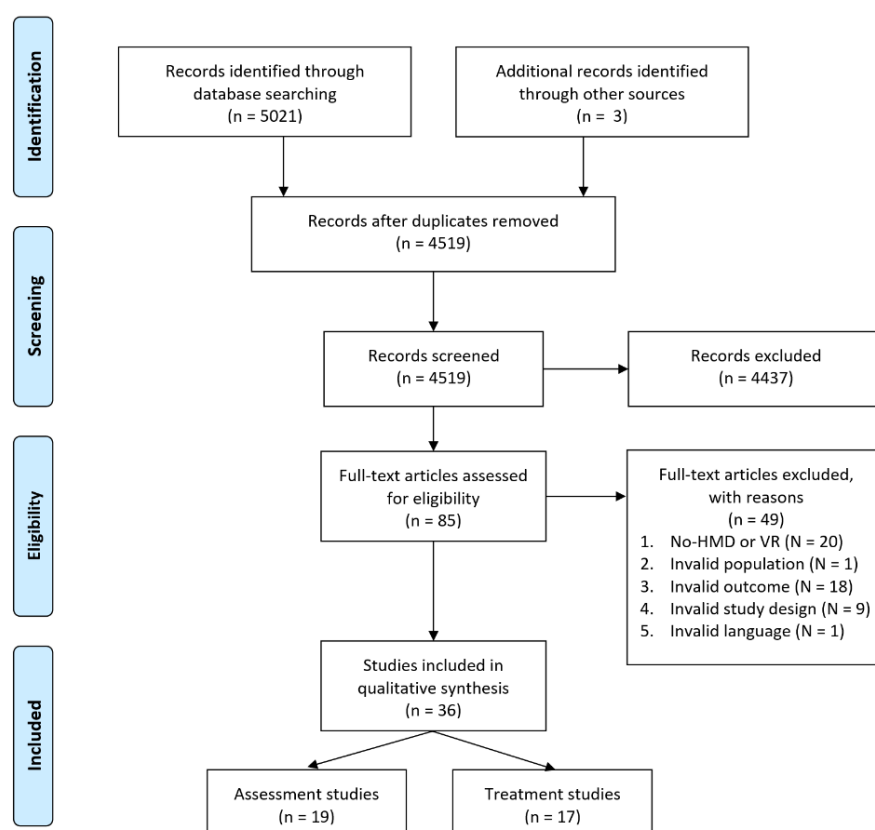 Identification
Records identified through
database searching
(n = 5021)
Additional records identified
through other sources
(n = 3)
Records after duplicates removed
(n = 4519)
Screening
Records screened
(n = 4519)
Records excluded
(n = 4437)
Eligibility
Full-text articles assessed
for eligibility
(n = 85)
Full-text articles excluded,
with reasons
(n = 49)
1. No-HMD or VR (N = 20)
2. Invalid population (N = 1)
3. Invalid outcome (N = 18)
4. Invalid study design (N = 9)
5. Invalid language (N = 1)
Included
Studies included in
qualitative synthesis
(n = 36)
Assessment studies
(n = 19)
Treatment studies
(n = 17)